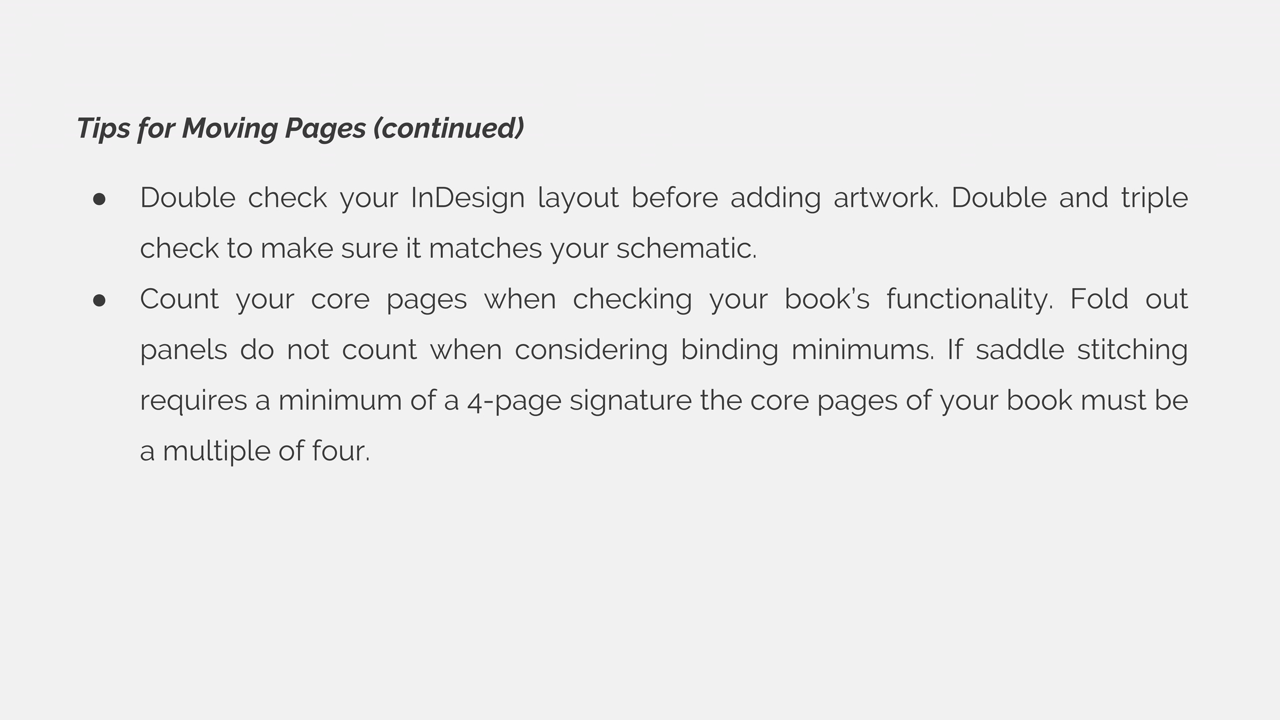 Tips for Moving Pages (continued)
● Double check your InDesign layout before adding artwork. Double and triple
check to make sure it matches your schematic.
● Count your core pages when checking your book’s functionality. Fold out
panels do not count when considering binding minimums. If saddle stitching
requires a minimum of a 4-page signature the core pages of your book must be
a multiple of four.